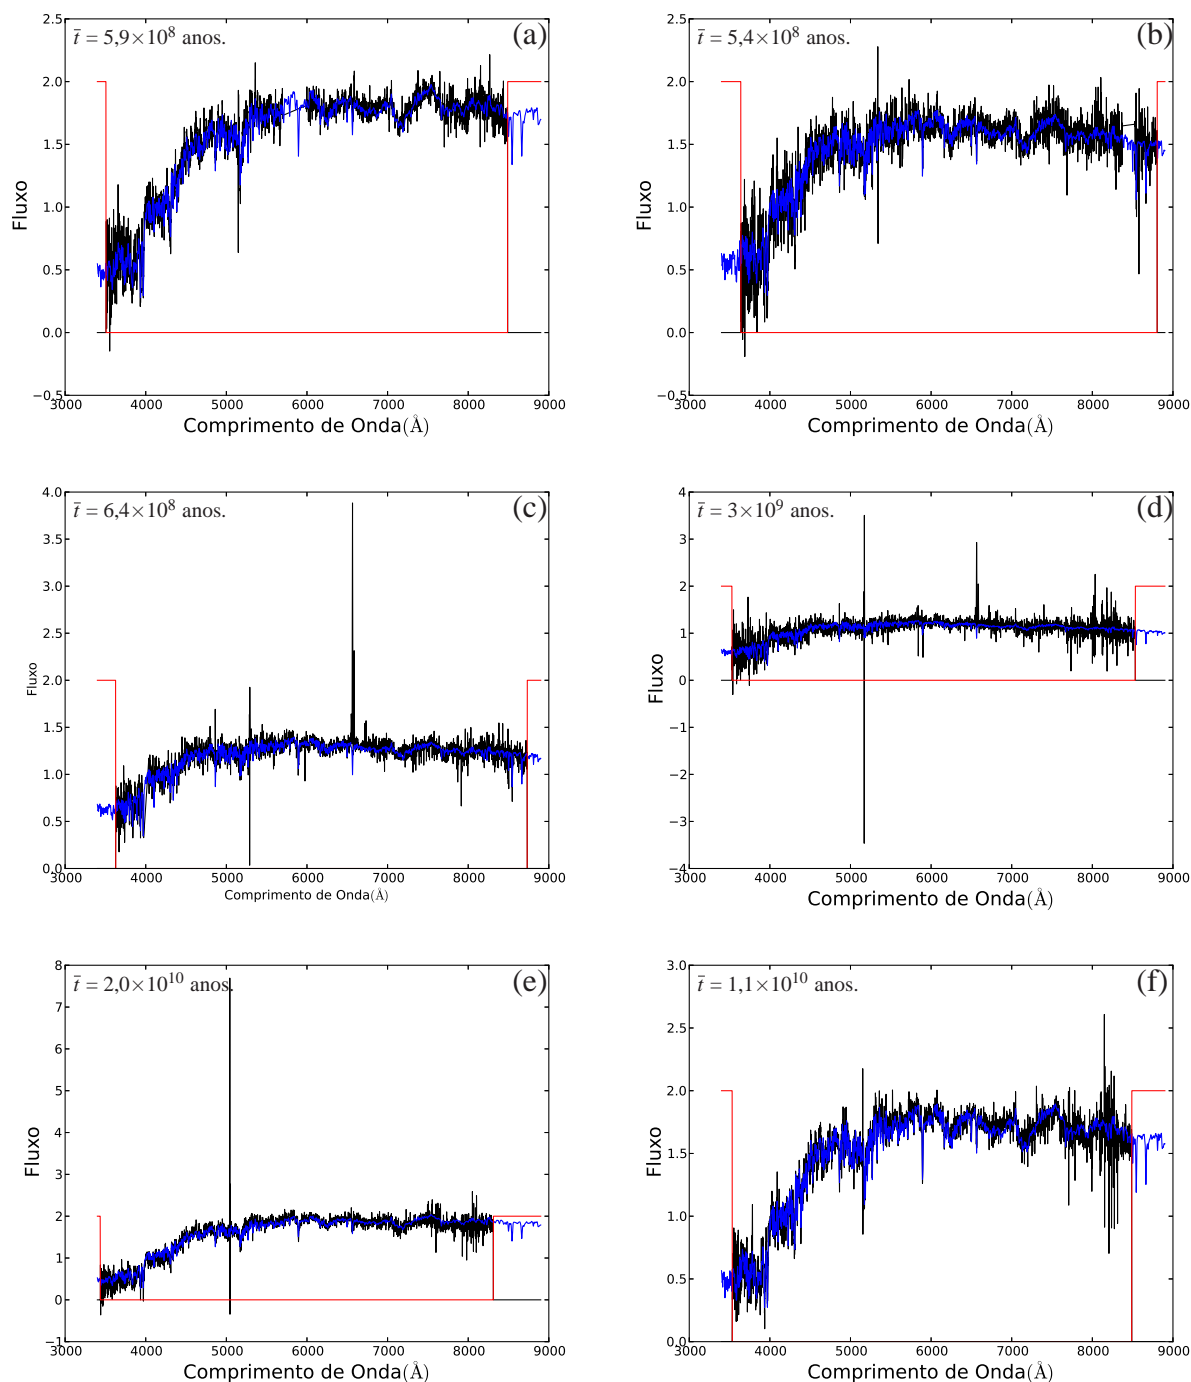 t̄ = 5,9×10⁸ anos.
(a)
2.5
2.0
1.5
1.0
0.5
0.0
−0.5
Fluxo
3000 4000 5000 6000 7000 8000 9000
Comprimento de Onda(Å)
t̄ = 5,4×10⁸ anos.
(b)
2.5
2.0
1.5
1.0
0.5
0.0
−0.5
Fluxo
3000 4000 5000 6000 7000 8000 9000
Comprimento de Onda(Å)
t̄ = 6,4×10⁸ anos.
(c)
4.0
3.5
3.0
2.5
2.0
1.5
1.0
0.5
0.0
Fluxo
3000 4000 5000 6000 7000 8000 9000
Comprimento de Onda(Å)
t̄ = 3×10⁹ anos.
(d)
4
3
2
1
0
−1
−2
−3
−4
Fluxo
3000 4000 5000 6000 7000 8000 9000
Comprimento de Onda(Å)
t̄ = 2,0×10¹⁰ anos.
(e)
8
7
6
5
4
3
2
1
0
−1
Fluxo
3000 4000 5000 6000 7000 8000 9000
Comprimento de Onda(Å)
t̄ = 1,1×10¹⁰ anos.
(f)
3.0
2.5
2.0
1.5
1.0
0.5
0.0
Fluxo
3000 4000 5000 6000 7000 8000 9000
Comprimento de Onda(Å)